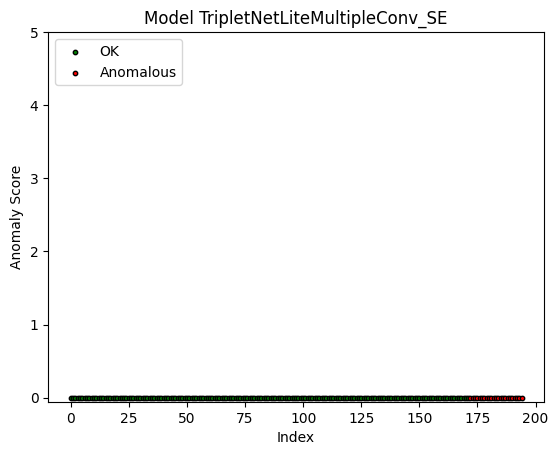 Model TripletNetLiteMultipleConv_SE
5
4
3
2
1
0
Anomaly Score
OK
Anomalous
0 25 50 75 100 125 150 175 200
Index